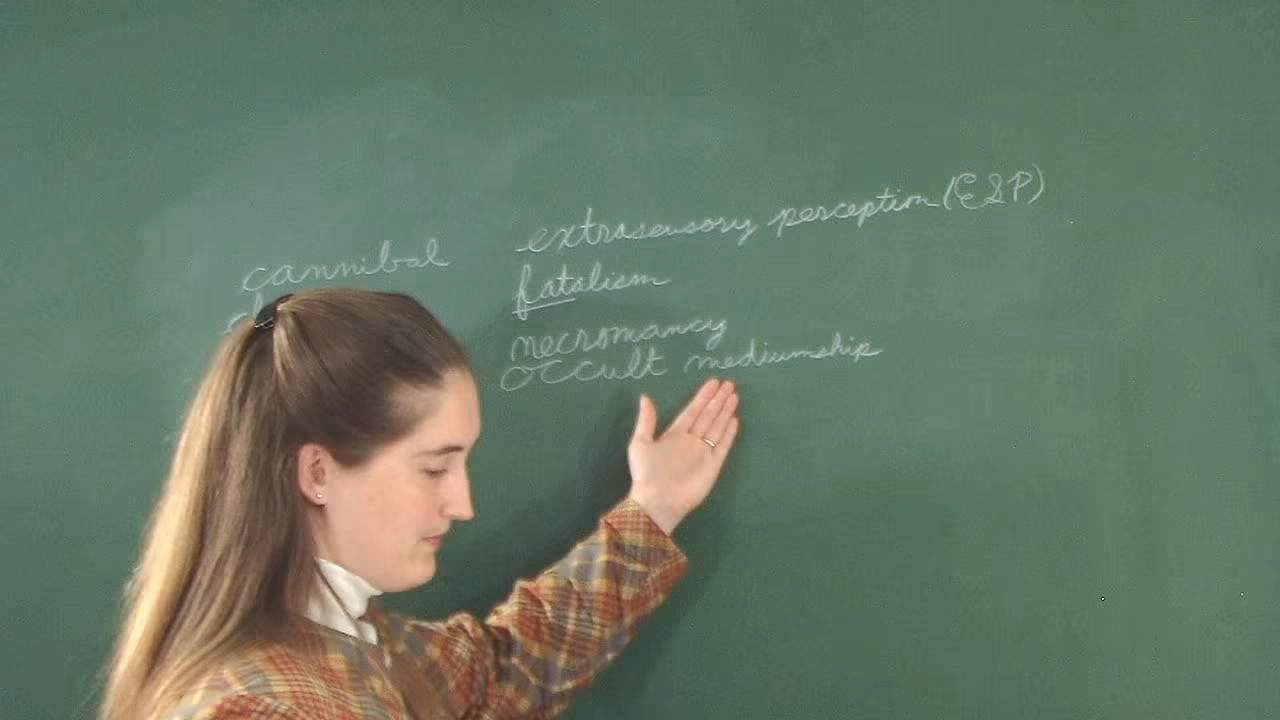 cannibal
extrasensory perception (ESP)
fatalism
necromancy
occult mediumship